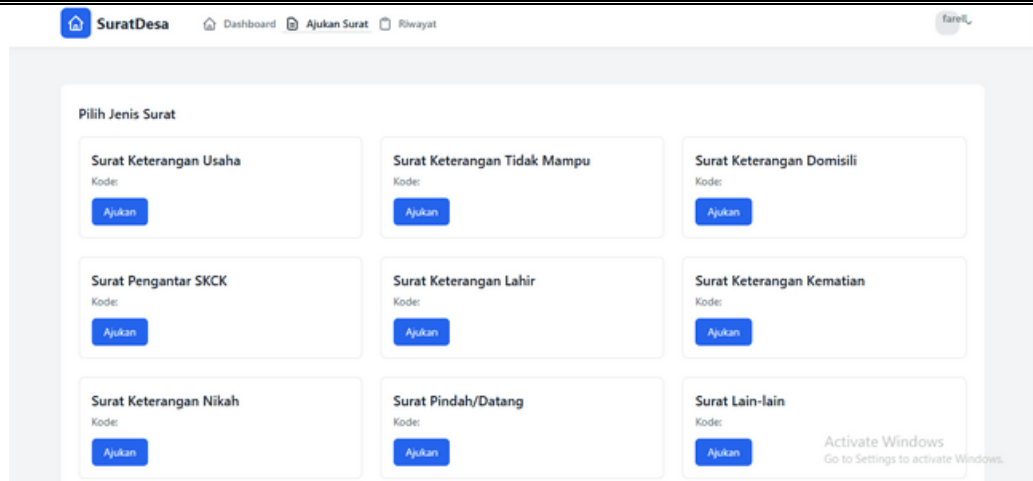 SuratDesa Dashboard Ajukan Surat Riwayat farell
Pilih Jenis Surat
Surat Keterangan Usaha
Kode:
Ajukan
Surat Keterangan Tidak Mampu
Kode:
Ajukan
Surat Keterangan Domisili
Kode:
Ajukan
Surat Pengantar SKCK
Kode:
Ajukan
Surat Keterangan Lahir
Kode:
Ajukan
Surat Keterangan Kematian
Kode:
Ajukan
Surat Keterangan Nikah
Kode:
Ajukan
Surat Pindah/Datang
Kode:
Ajukan
Surat Lain-lain
Kode:
Ajukan
Activate Windows
Go to Settings to activate Windows.